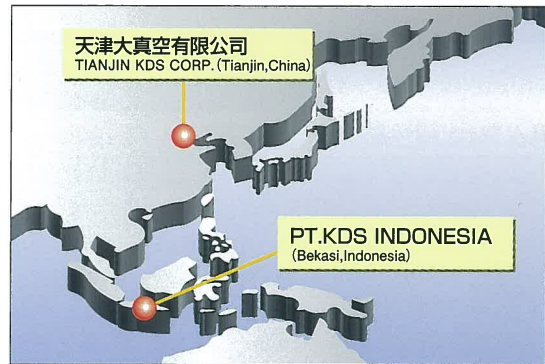 天津大真空有限公司
TIANJIN KDS CORP. (Tianjin,China)
PT.KDS INDONESIA
(Bekasi,Indonesia)